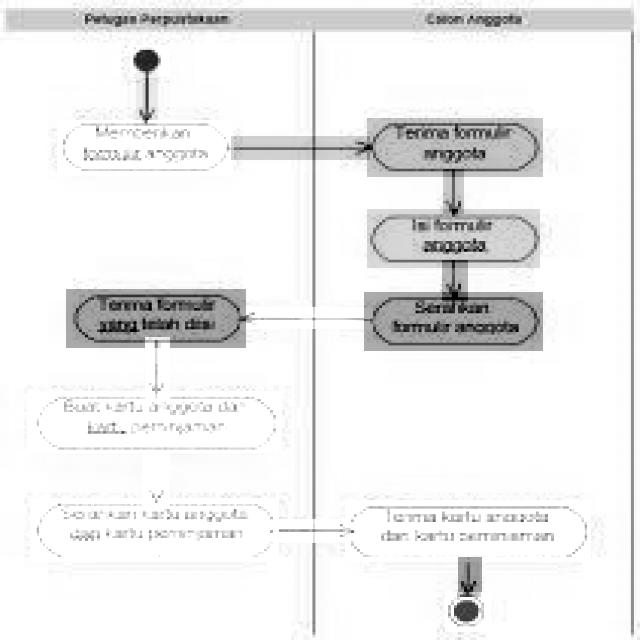 Petugas Perpustakaan
Calon Anggota
Memberikan
formulir anggota
Terima formulir
anggota
Isi formulir
anggota
Serahkan
formulir anggota
Terima formulir
yang telah diisi
Buat kartu anggota dan
kartu peminjaman
Serahkan kartu anggota
dan kartu peminjaman
Terima kartu anggota
dan kartu peminjaman